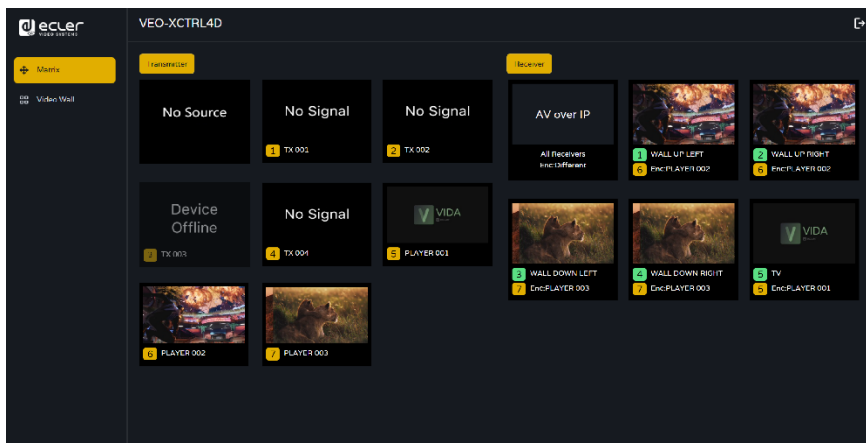 ecler
VIDEO SYSTEMS
VEO-XCTRL4D
Matrix
Video Wall
Transmitter
No Source
No Signal
1 TX 001
No Signal
2 TX 002
Device
Offline
3 TX 003
No Signal
4 TX 004
VIDA
5 PLAYER 001
6 PLAYER 002
7 PLAYER 003
Receiver
AV over IP
All Receivers
Enc:Different
1 WALL UP LEFT
6 Enc:PLAYER 002
2 WALL UP RIGHT
6 Enc:PLAYER 002
3 WALL DOWN LEFT
7 Enc:PLAYER 003
4 WALL DOWN RIGHT
7 Enc:PLAYER 003
VIDA
5 TV
5 Enc:PLAYER 001